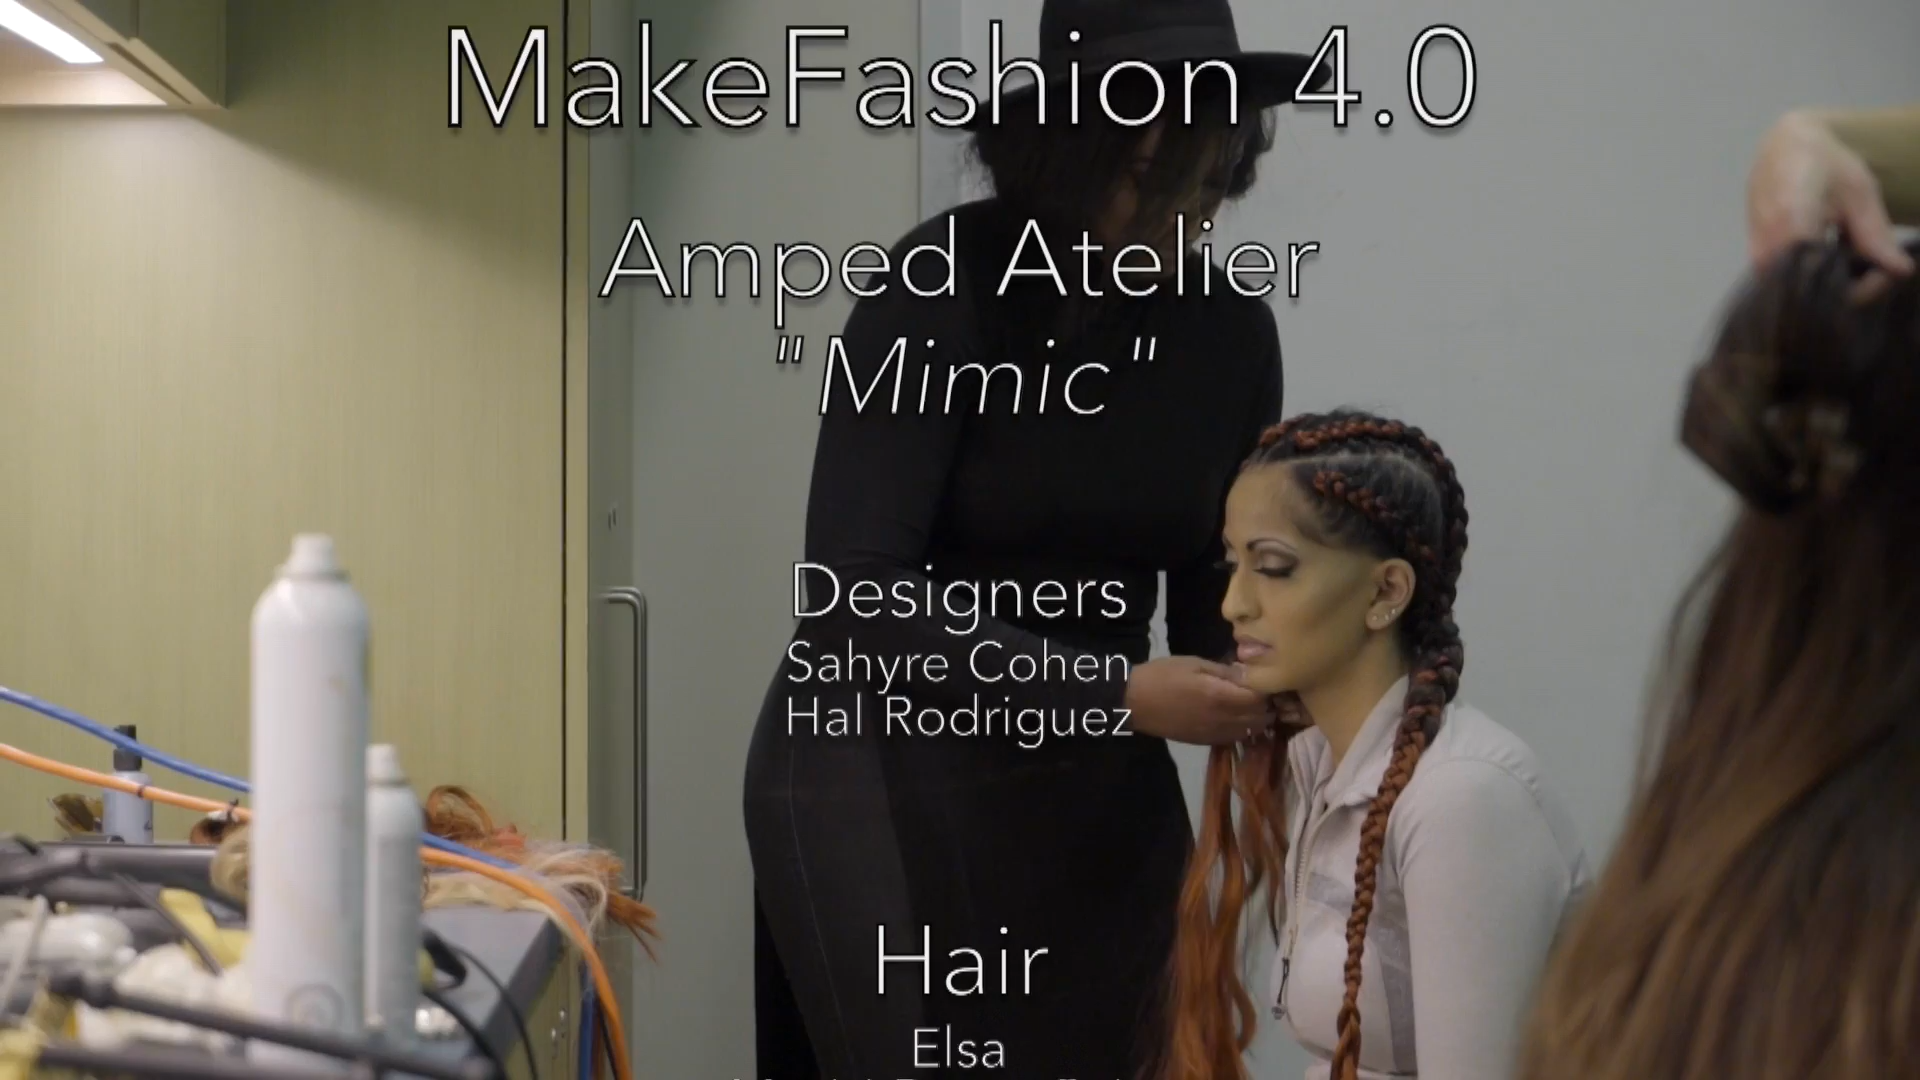 MakeFashion 4.0
Amped Atelier
"Mimic"
Designers
Sahyre Cohen
Hal Rodriguez
Hair
Elsa